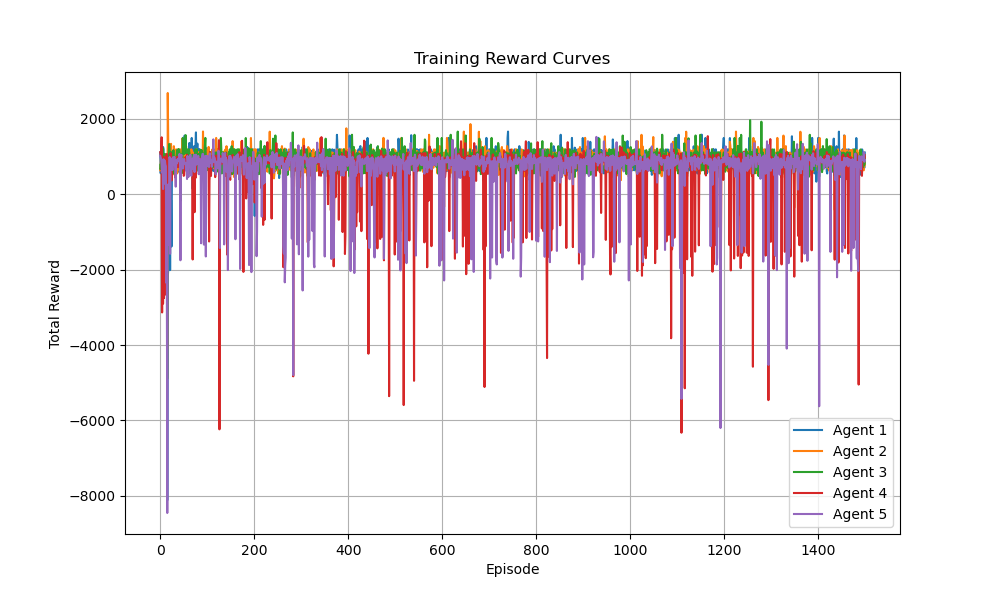 Training Reward Curves
Total Reward
2000
0
−2000
−4000
−6000
−8000
0 200 400 600 800 1000 1200 1400
Episode
Agent 1
Agent 2
Agent 3
Agent 4
Agent 5